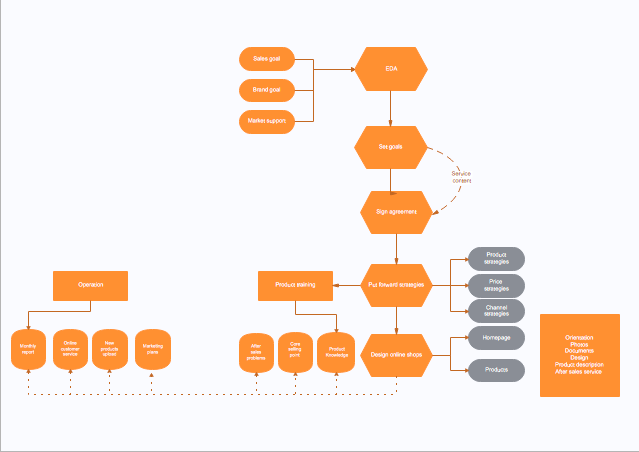 Sales goal
EDA
Brand goal
Market support
Set goals
Service
content
Sign agreement
Product
strategies
Operation
Product training
Put forward strategies
Price
strategies
Channel
strategies
Monthly
report
Online
customer
service
New
products
upload
Marketing
plans
After
sales
problems
Core
selling
point
Product
Knowledge
Design online shops
Homepage
Products
Orientation
Photos
Documents
Design
Product description
After sales service